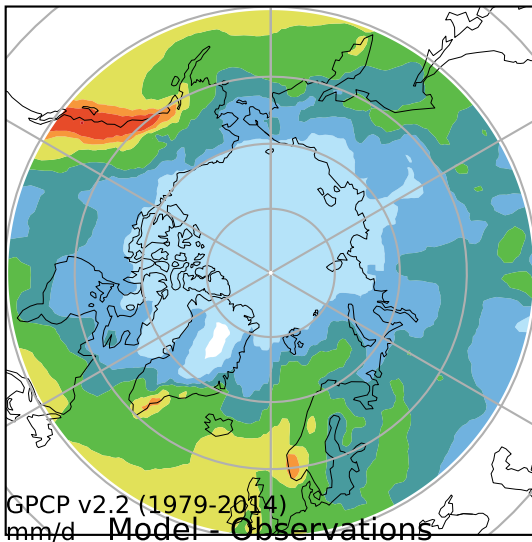 GPCP v2.2 (1979-2014)
mm/d Model - Observations